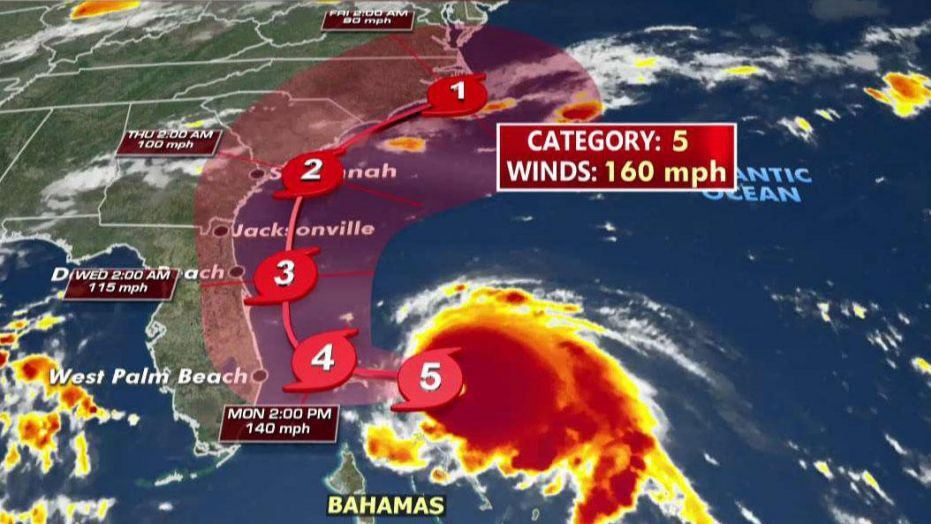 FRI 2:00 AM
90 mph
1
CATEGORY: 5
WINDS: 160 mph
THU 2:00 AM
100 mph
2
ATLANTIC
OCEAN
Jacksonville
WED 2:00 AM
115 mph
3
4
West Palm Beach
5
MON 2:00 PM
140 mph
BAHAMAS